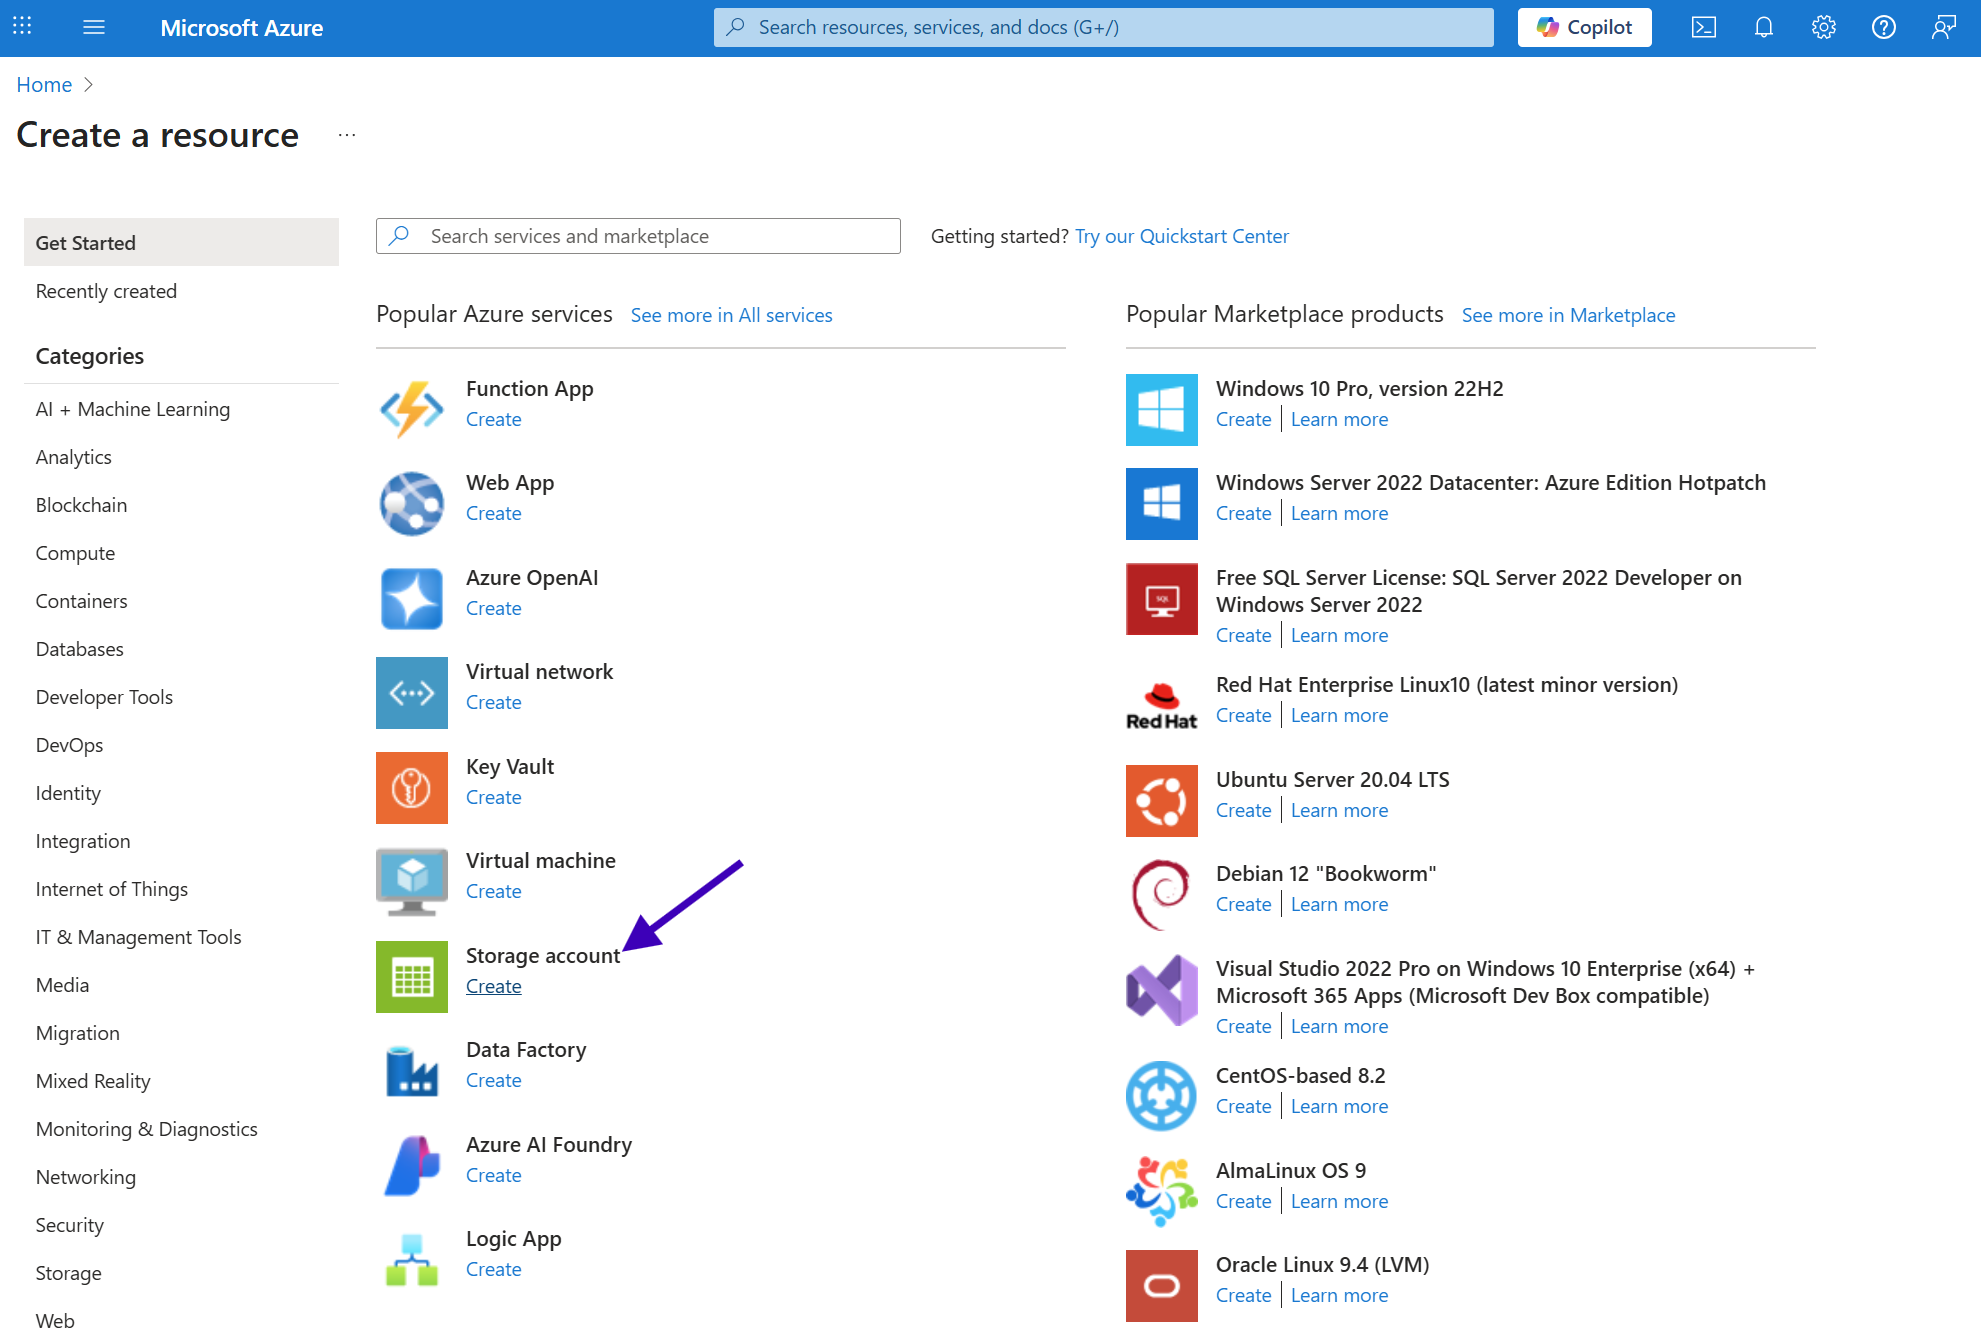 Microsoft Azure
Search resources, services, and docs (G+/)
Copilot
Home
Create a resource
...
Get Started
Recently created
Categories
AI + Machine Learning
Analytics
Blockchain
Compute
Containers
Databases
Developer Tools
DevOps
Identity
Integration
Internet of Things
IT & Management Tools
Media
Migration
Mixed Reality
Monitoring & Diagnostics
Networking
Security
Storage
Web
Search services and marketplace
Getting started? Try our Quickstart Center
Popular Azure services See more in All services
Function App
Create
Web App
Create
Azure OpenAI
Create
Virtual network
Create
Key Vault
Create
Virtual machine
Create
Storage account
Create
Data Factory
Create
Azure AI Foundry
Create
Logic App
Create
Popular Marketplace products See more in Marketplace
Windows 10 Pro, version 22H2
Create | Learn more
Windows Server 2022 Datacenter: Azure Edition Hotpatch
Create | Learn more
SQL
Free SQL Server License: SQL Server 2022 Developer on
Windows Server 2022
Create | Learn more
Red Hat
Red Hat Enterprise Linux10 (latest minor version)
Create | Learn more
Ubuntu Server 20.04 LTS
Create | Learn more
Debian 12 "Bookworm"
Create | Learn more
Visual Studio 2022 Pro on Windows 10 Enterprise (x64) +
Microsoft 365 Apps (Microsoft Dev Box compatible)
Create | Learn more
CentOS-based 8.2
Create | Learn more
AlmaLinux OS 9
Create | Learn more
Oracle Linux 9.4 (LVM)
Create | Learn more